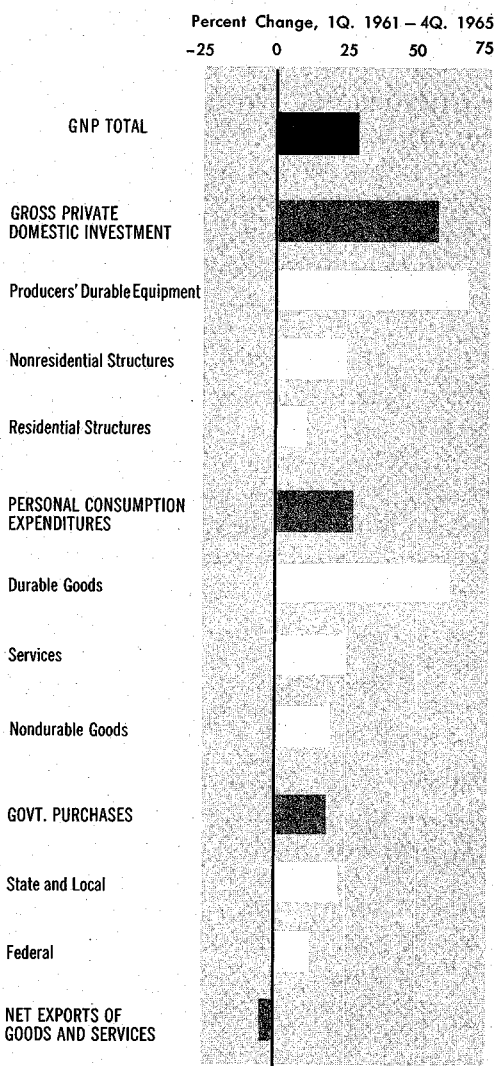 Percent Change, 1Q. 1961 – 4Q. 1965
-25 0 25 50 75
GNP TOTAL
GROSS PRIVATE
DOMESTIC INVESTMENT
Producers' Durable Equipment
Nonresidential Structures
Residential Structures
PERSONAL CONSUMPTION
EXPENDITURES
Durable Goods
Services
Nondurable Goods
GOVT. PURCHASES
State and Local
Federal
NET EXPORTS OF
GOODS AND SERVICES